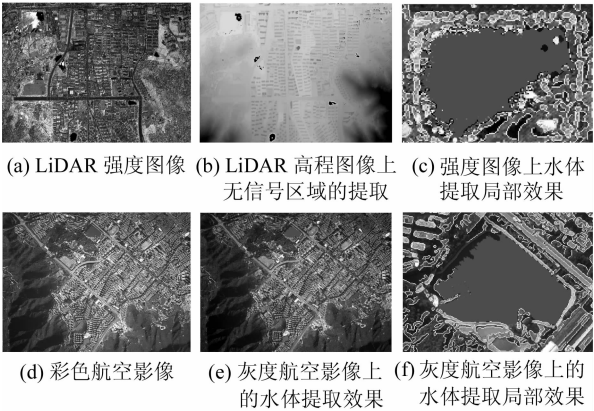 (a) LiDAR 强度图像
(b) LiDAR 高程图像上
无信号区域的提取
(c) 强度图像上水体
提取局部效果
(d) 彩色航空影像
(e) 灰度航空影像上
的水体提取效果
(f) 灰度航空影像上的
水体提取局部效果